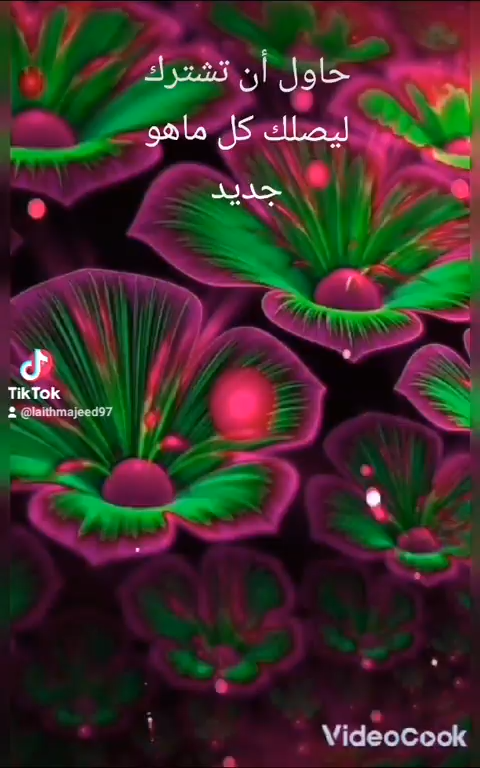 حاول أن تشترك
ليصلك كل ماهو
جديد
TikTok
@laithmajeed97
VideoCook